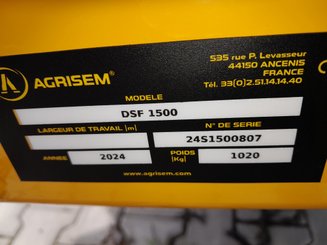 AGRISEM®
535 rue P. Levasseur
44150 ANCENIS
FRANCE
Tél. 33(0)2.51.14.14.40
MODELE
DSF 1500
LARGEUR DE TRAVAIL [m]
N° DE SERIE
24S1500807
ANNÉE
2024
POIDS [Kg]
1020
www.agrisem.com